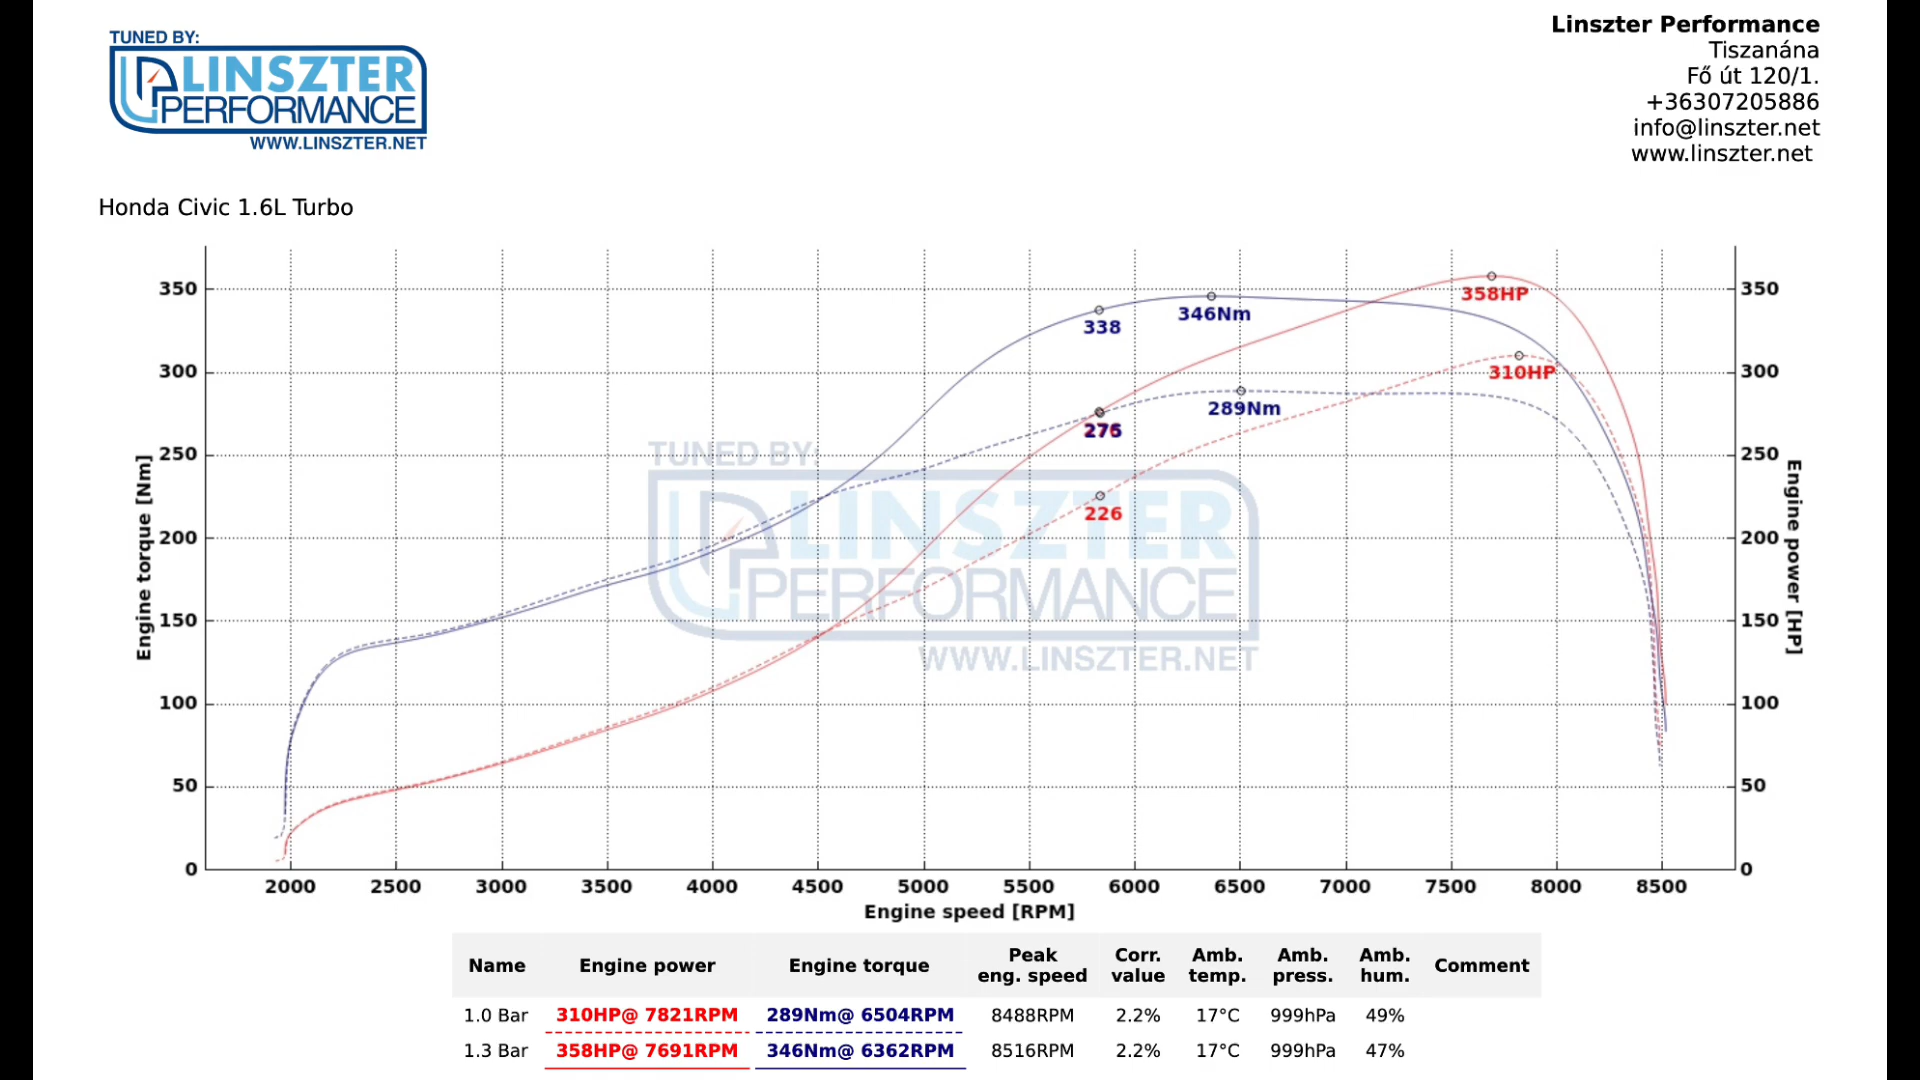 TUNED BY:
LINSZTER
PERFORMANCE
WWW.LINSZTER.NET
Linszter Performance
Tiszanána
Fő út 120/1.
+36307205886
info@linszter.net
www.linszter.net
Honda Civic 1.6L Turbo
350
300
250
200
150
100
50
0
Engine torque [Nm]
338
346Nm
358HP
310HP
289Nm
276
275
226
TUNED BY:
LINSZTER
PERFORMANCE
WWW.LINSZTER.NET
350
300
250
200
150
100
50
0
Engine power [HP]
2000 2500 3000 3500 4000 4500 5000 5500 6000 6500 7000 7500 8000 8500
Engine speed [RPM]
Name Engine power Engine torque Peak eng. speed Corr. value Amb. temp. Amb. press. Amb. hum. Comment
1.0 Bar 310HP@ 7821RPM 289Nm@ 6504RPM 8488RPM 2.2% 17°C 999hPa 49%
1.3 Bar 358HP@ 7691RPM 346Nm@ 6362RPM 8516RPM 2.2% 17°C 999hPa 47%